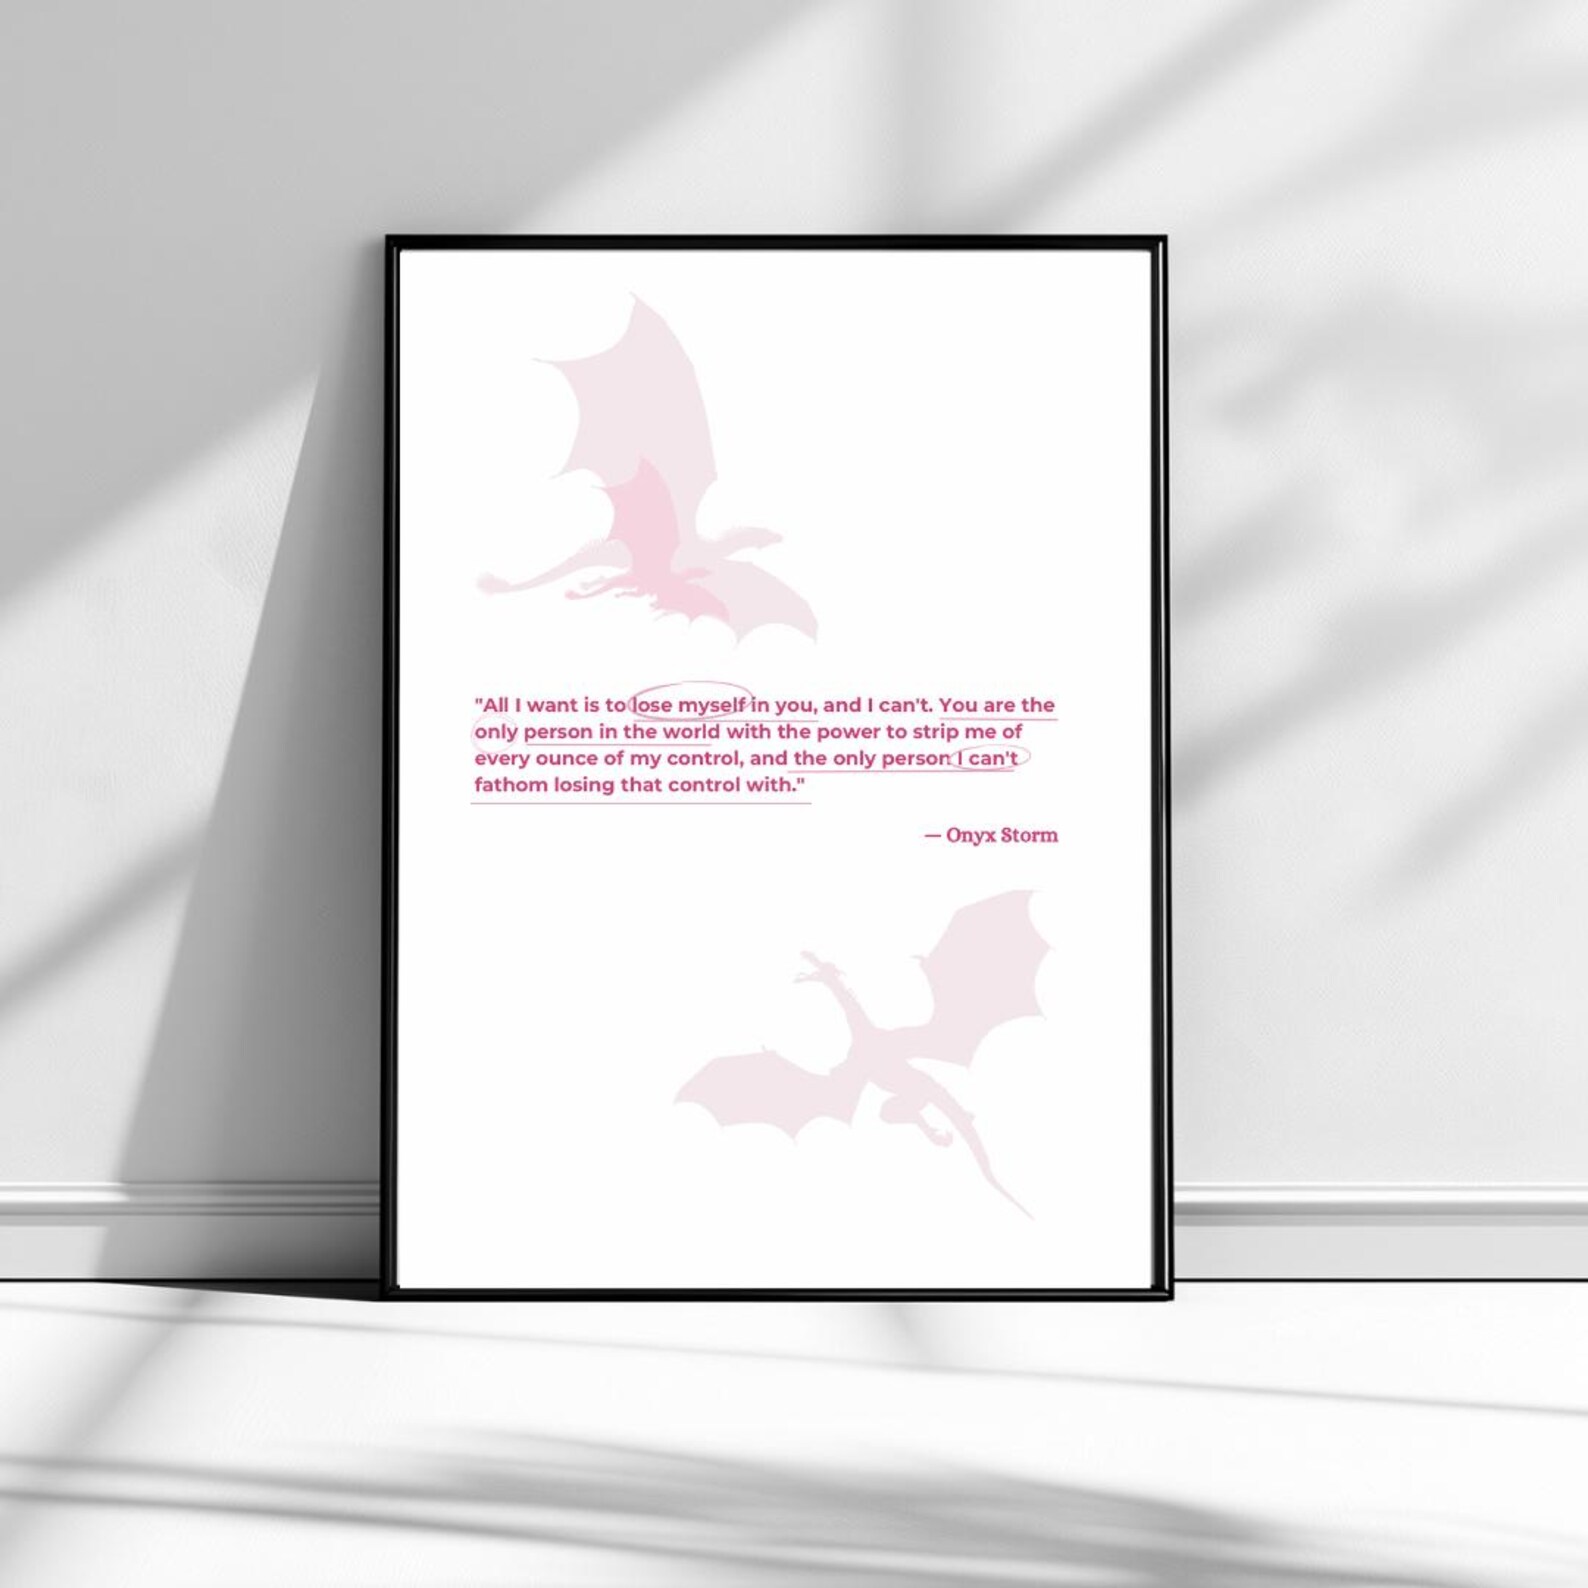 "All I want is to lose myself in you, and I can't. You are the
only person in the world with the power to strip me of
every ounce of my control, and the only person I can't
fathom losing that control with."
— Onyx Storm